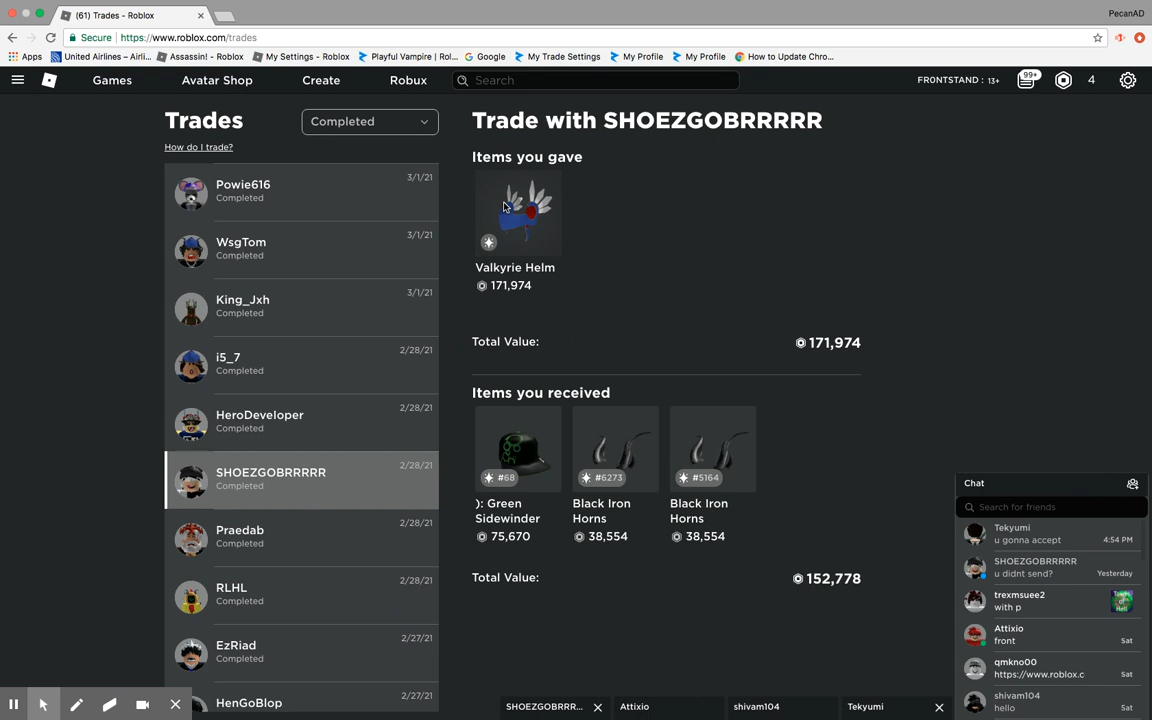 (61) Trades - Roblox
PecanAD
Secure
https://www.roblox.com/trades
Apps
United Airlines – Airli...
Assassin! - Roblox
My Settings - Roblox
Playful Vampire | Rol...
Google
My Trade Settings
My Profile
My Profile
How to Update Chro...
Games
Avatar Shop
Create
Robux
Search
FRONTSTAND : 13+
99+
4
Trades
Completed
How do I trade?
Powie616
Completed
3/1/21
WsgTom
Completed
3/1/21
King_Jxh
Completed
3/1/21
i5_7
Completed
2/28/21
HeroDeveloper
Completed
2/28/21
SHOEZGOBRRRRR
Completed
2/28/21
Praedab
Completed
2/28/21
RLHL
Completed
2/28/21
EzRiad
Completed
2/27/21
HenGoBlop
2/27/21
Trade with SHOEZGOBRRRRR
Items you gave
Valkyrie Helm
171,974
Total Value:
171,974
Items you received
#68
#6273
#5164
): Green
Sidewinder
75,670
Black Iron
Horns
38,554
Black Iron
Horns
38,554
Total Value:
152,778
Chat
Search for friends
Tekyumi
u gonna accept
4:54 PM
SHOEZGOBRRRRR
u didnt send?
Yesterday
trexmsuee2
with p
Attixio
front
Sat
qmkno00
https://www.roblox.c
Sat
shivam104
hello
Sat
SHOEZGOBRR...
Attixio
shivam104
Tekyumi